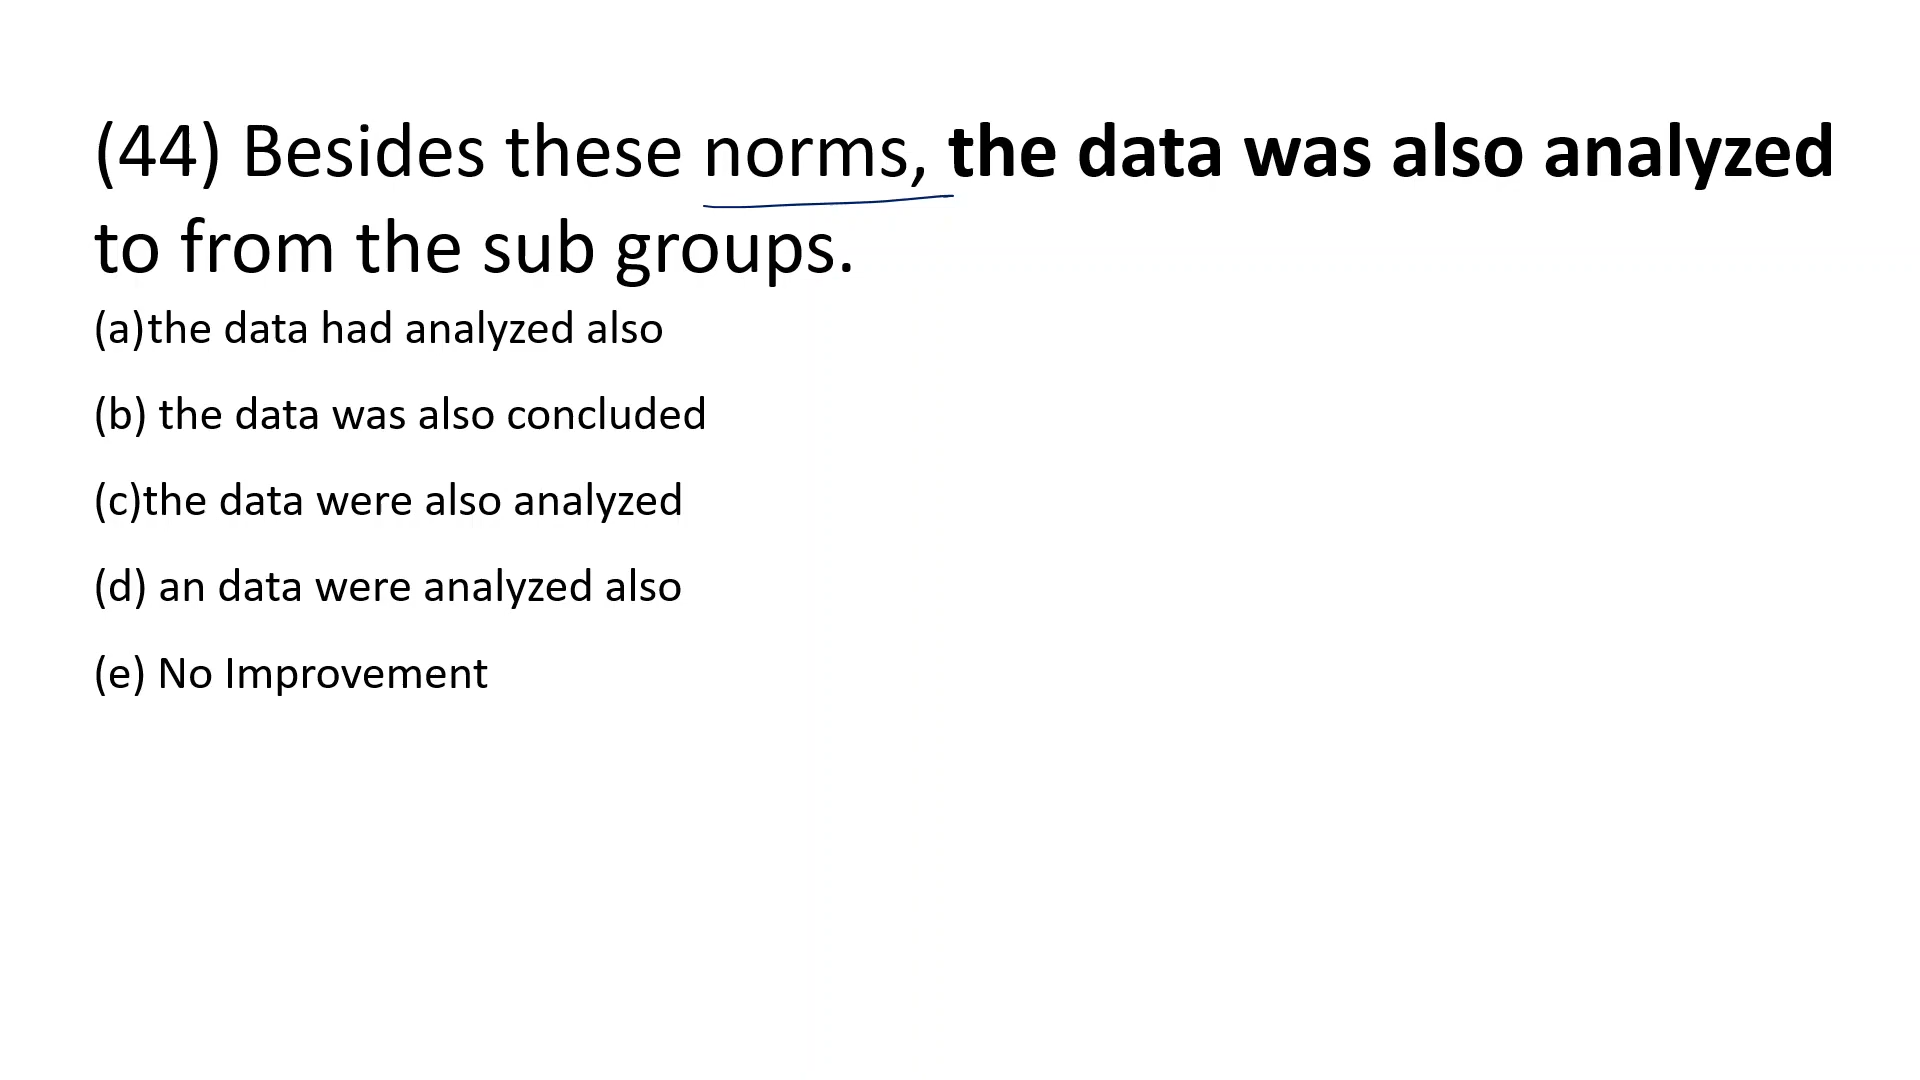 (44) Besides these norms, the data was also analyzed
to from the sub groups.
(a)the data had analyzed also
(b) the data was also concluded
(c)the data were also analyzed
(d) an data were analyzed also
(e) No Improvement